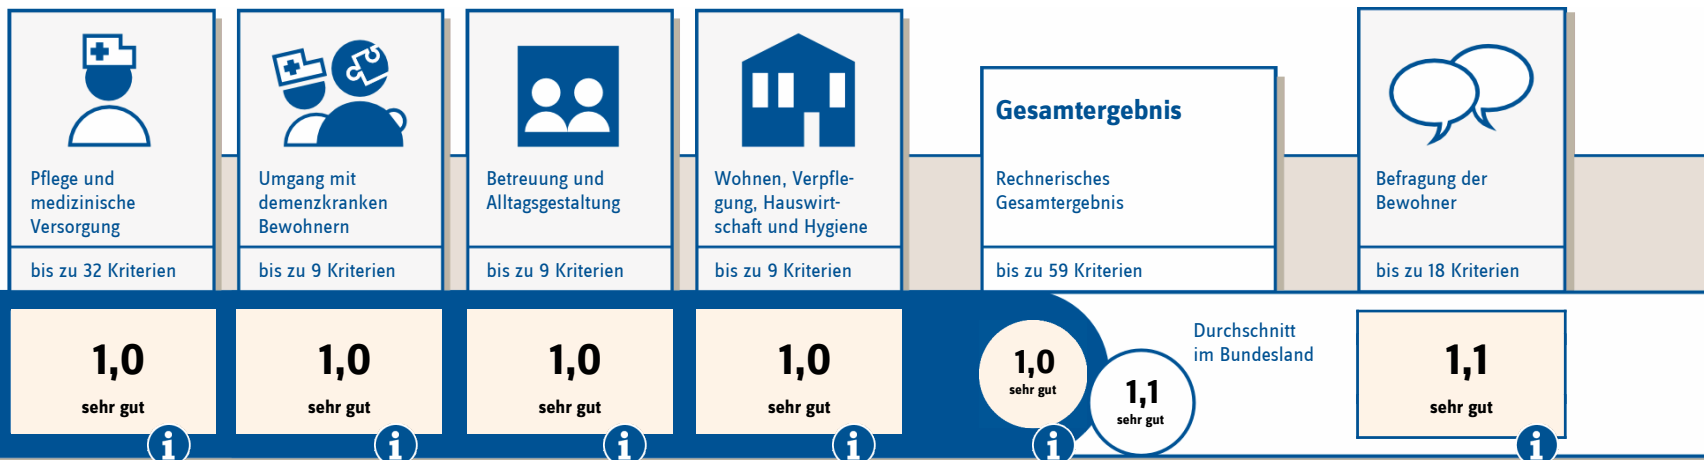 Pflege und
medizinische
Versorgung
bis zu 32 Kriterien
1,0
sehr gut
i
Umgang mit
demenzkranken
Bewohnern
bis zu 9 Kriterien
1,0
sehr gut
i
Betreuung und
Alltagsgestaltung
bis zu 9 Kriterien
1,0
sehr gut
i
Wohnen, Verpfle-
gung, Hauswirt-
schaft und Hygiene
bis zu 9 Kriterien
1,0
sehr gut
i
Gesamtergebnis
Rechnerisches
Gesamtergebnis
bis zu 59 Kriterien
1,0
sehr gut
i
1,1
sehr gut
Durchschnitt
im Bundesland
Befragung der
Bewohner
bis zu 18 Kriterien
1,1
sehr gut
i